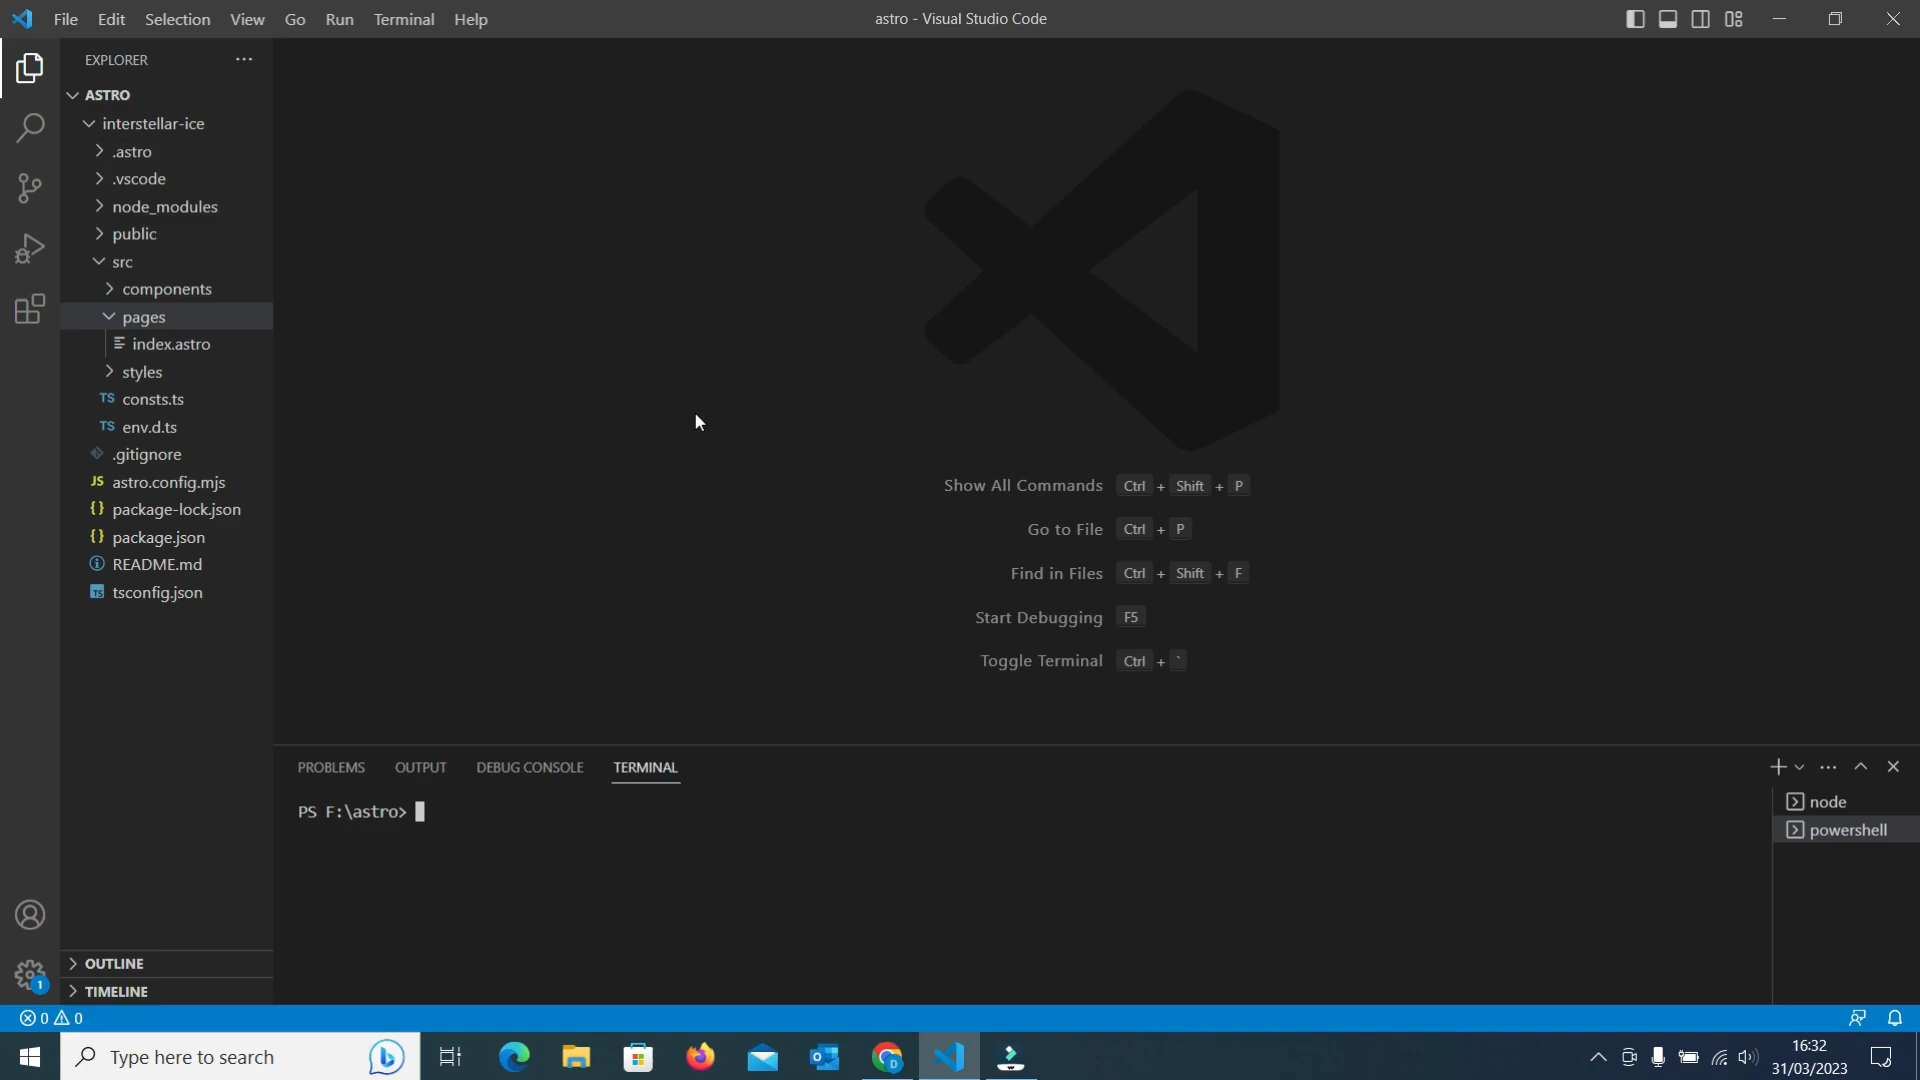 File Edit Selection View Go Run Terminal Help
astro - Visual Studio Code
EXPLORER
ASTRO
interstellar-ice
.astro
.vscode
node_modules
public
src
components
pages
index.astro
styles
TS consts.ts
TS env.d.ts
.gitignore
JS astro.config.mjs
{} package-lock.json
{} package.json
README.md
TS tsconfig.json
OUTLINE
TIMELINE
Show All Commands Ctrl + Shift + P
Go to File Ctrl + P
Find in Files Ctrl + Shift + F
Start Debugging F5
Toggle Terminal Ctrl + `
PROBLEMS OUTPUT DEBUG CONSOLE TERMINAL
PS F:\astro>
node
powershell
1
0 0
Type here to search
D
16:32
31/03/2023